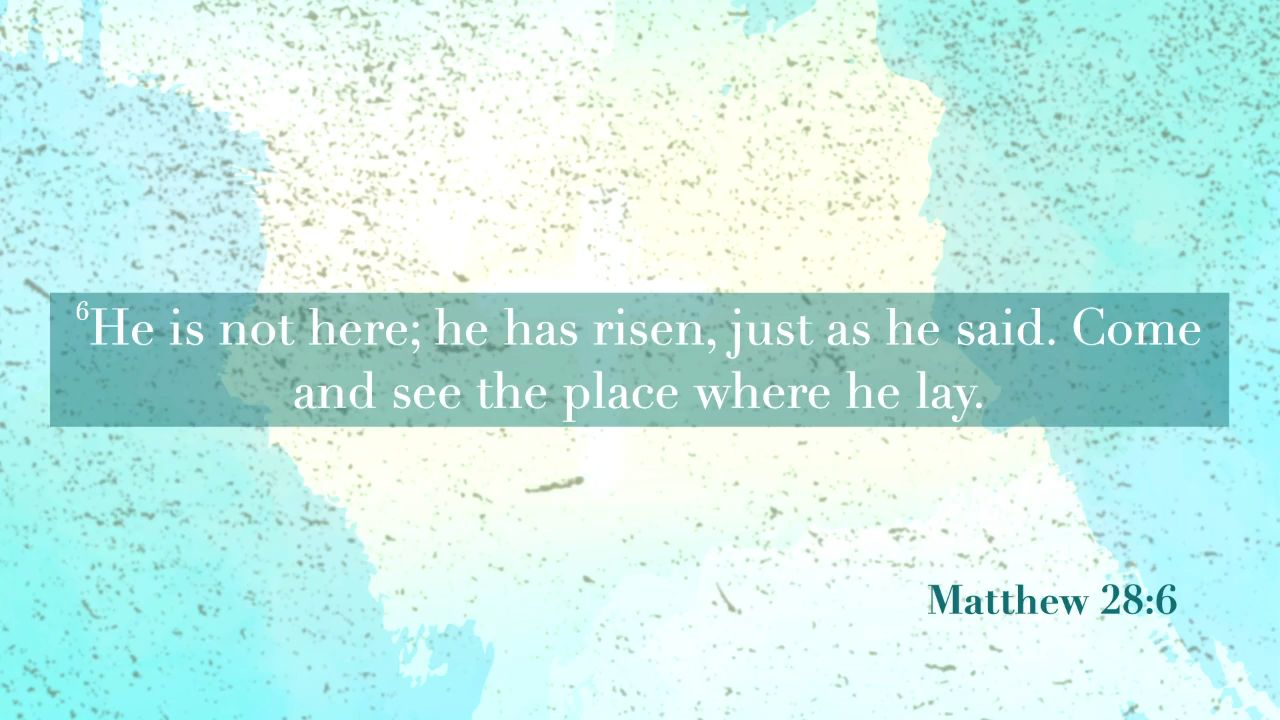 ⁶He is not here; he has risen, just as he said. Come
and see the place where he lay.
Matthew 28:6